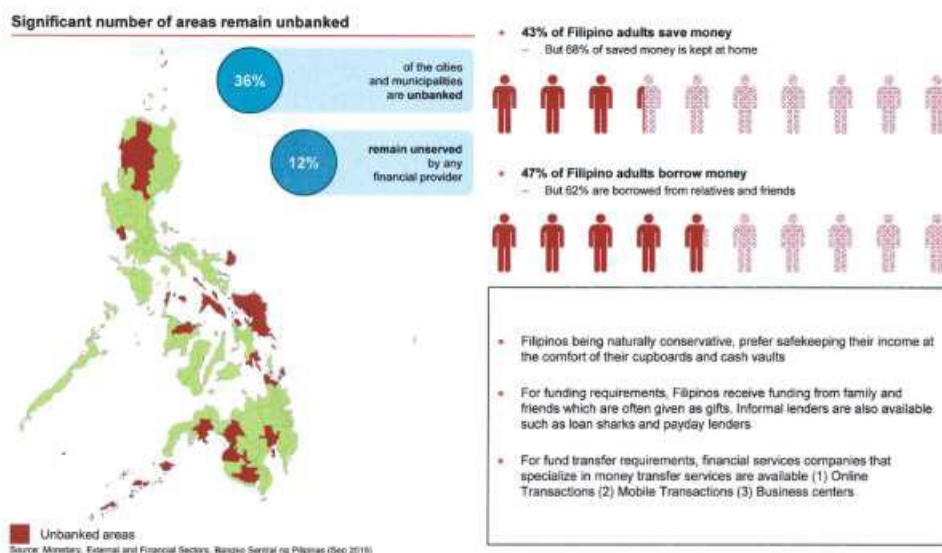 Significant number of areas remain unbanked
36%
of the cities
and municipalities
are unbanked
12%
remain unserved
by any
financial provider
Unbanked areas
Source: Monetary, External and Financial Sectors, Bangko Sentral ng Pilipinas (Sep 2016)
43% of Filipino adults save money
– But 68% of saved money is kept at home
47% of Filipino adults borrow money
– But 62% are borrowed from relatives and friends
• Filipinos being naturally conservative, prefer safekeeping their income at
the comfort of their cupboards and cash vaults
• For funding requirements, Filipinos receive funding from family and
friends which are often given as gifts. Informal lenders are also available
such as loan sharks and payday lenders
• For fund transfer requirements, financial services companies that
specialize in money transfer services are available (1) Online
Transactions (2) Mobile Transactions (3) Business centers